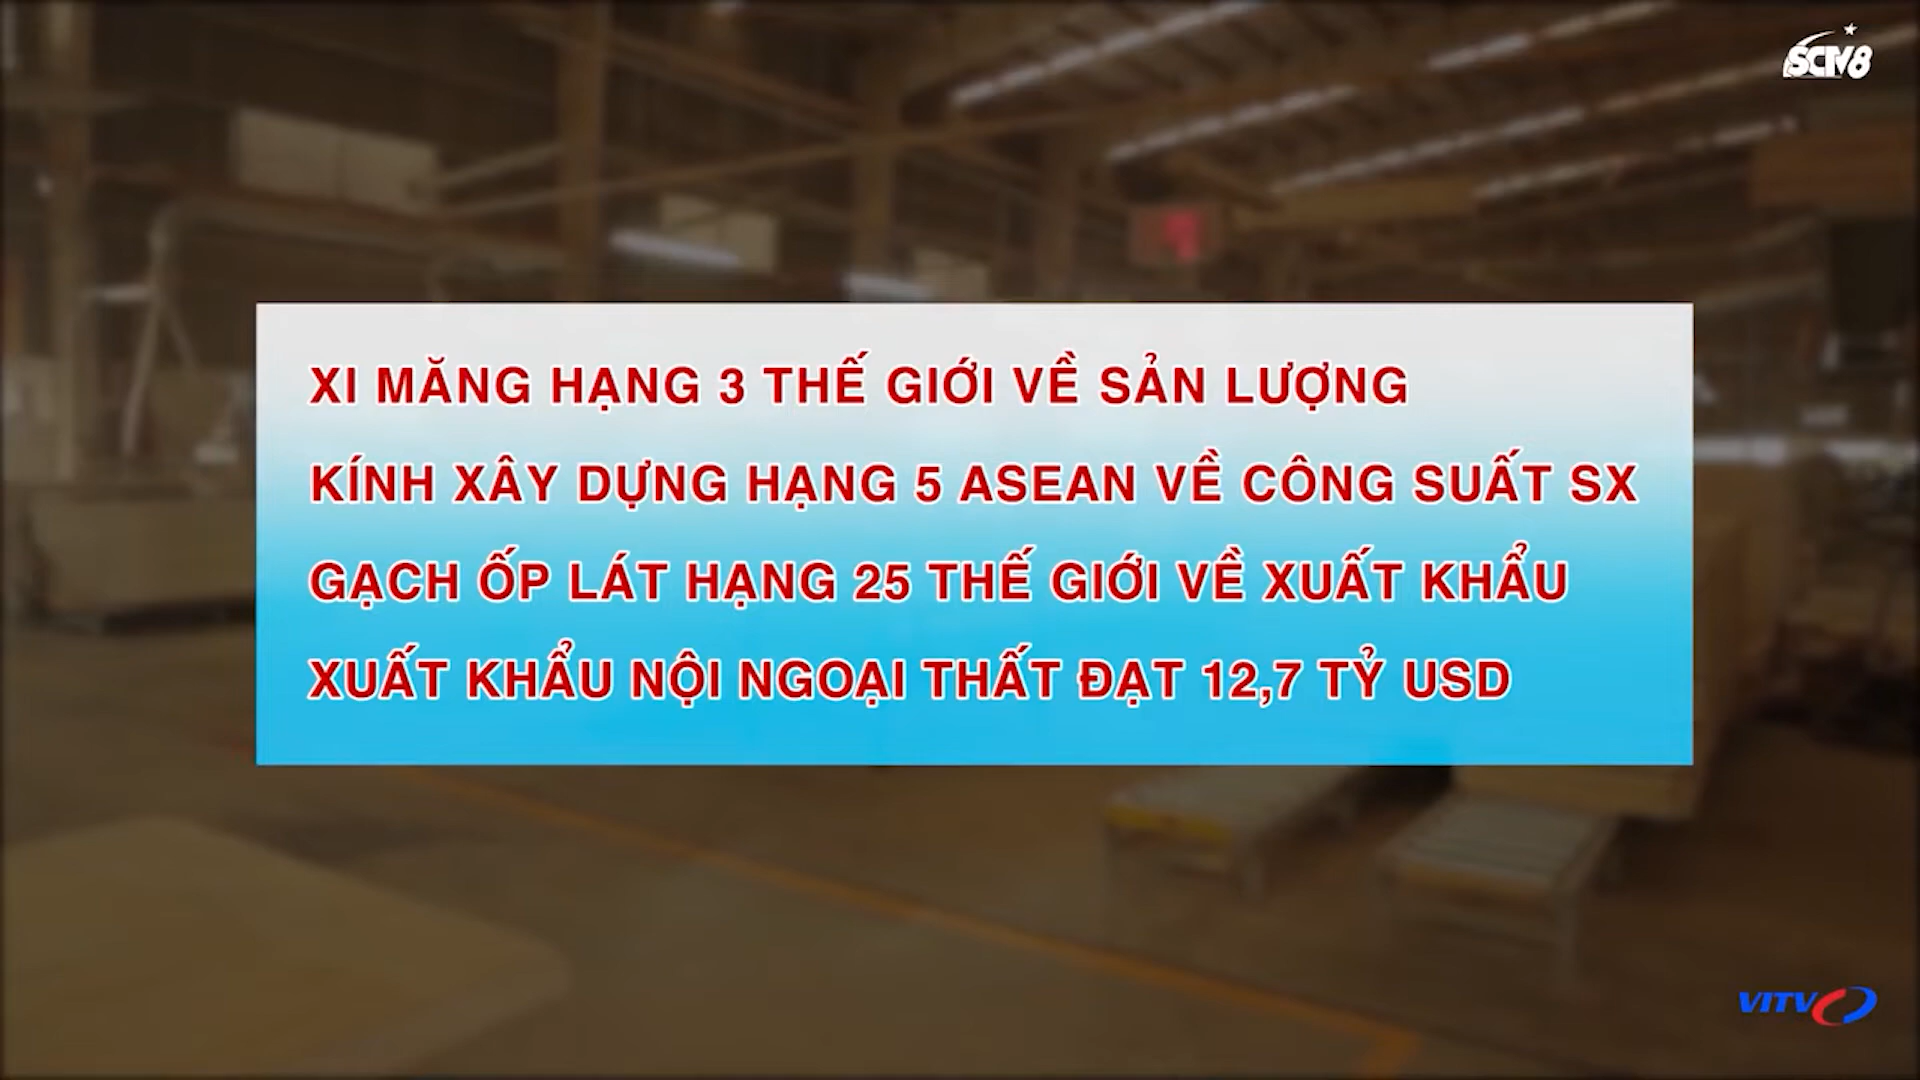 SCTV8
XI MĂNG HẠNG 3 THẾ GIỚI VỀ SẢN LƯỢNG
KÍNH XÂY DỰNG HẠNG 5 ASEAN VỀ CÔNG SUẤT SX
GẠCH ỐP LÁT HẠNG 25 THẾ GIỚI VỀ XUẤT KHẨU
XUẤT KHẨU NỘI NGOẠI THẤT ĐẠT 12,7 TỶ USD
VITV